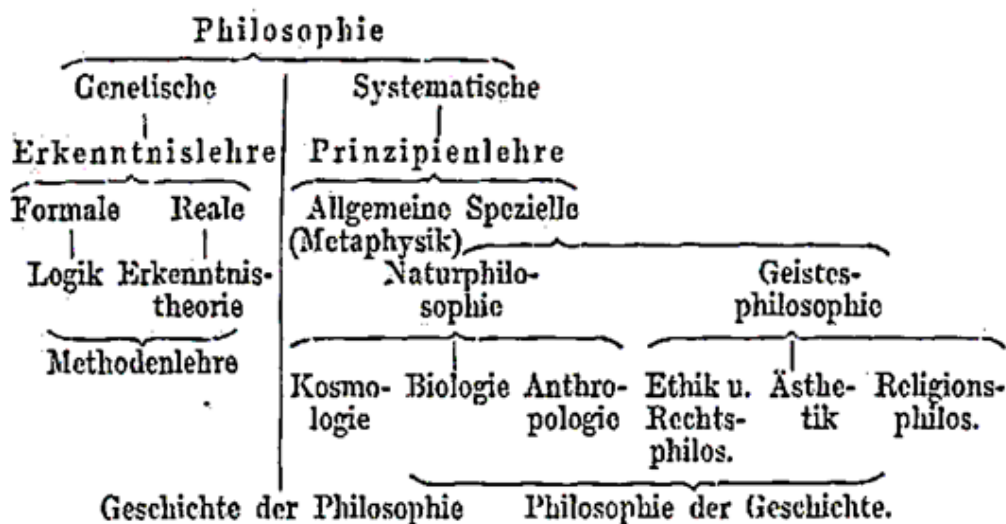 Philosophie
Genetische Systematische
Erkenntnislehre Prinzipienlehre
Formale Reale Allgemeine Spezielle
(Metaphysik)
Logik Erkenntnis- Naturphilo- Geistes-
theorie sophie philosophie
Methodenlehre
Kosmo- Biologie Anthro- Ethik u. Ästhe- Religions-
logie pologie Rechts- tik philos.
philos.
Geschichte der Philosophie Philosophie der Geschichte.